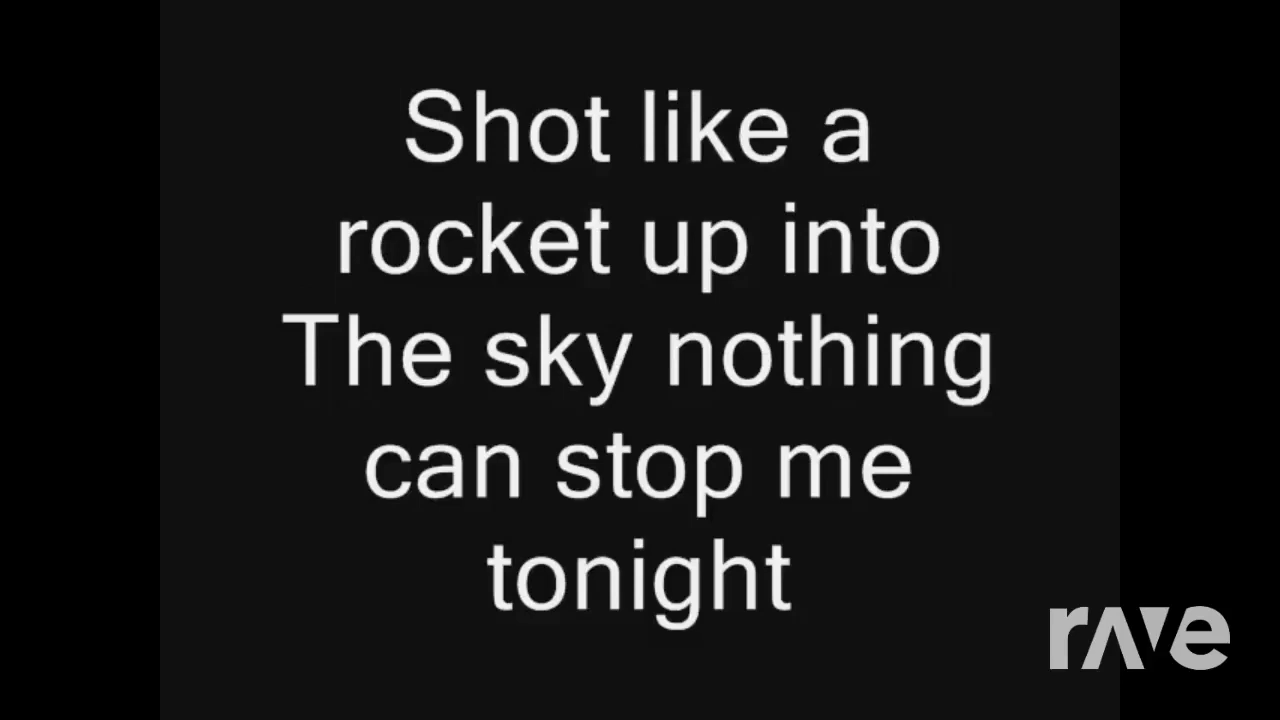 Shot like a
rocket up into
The sky nothing
can stop me
tonight
rave